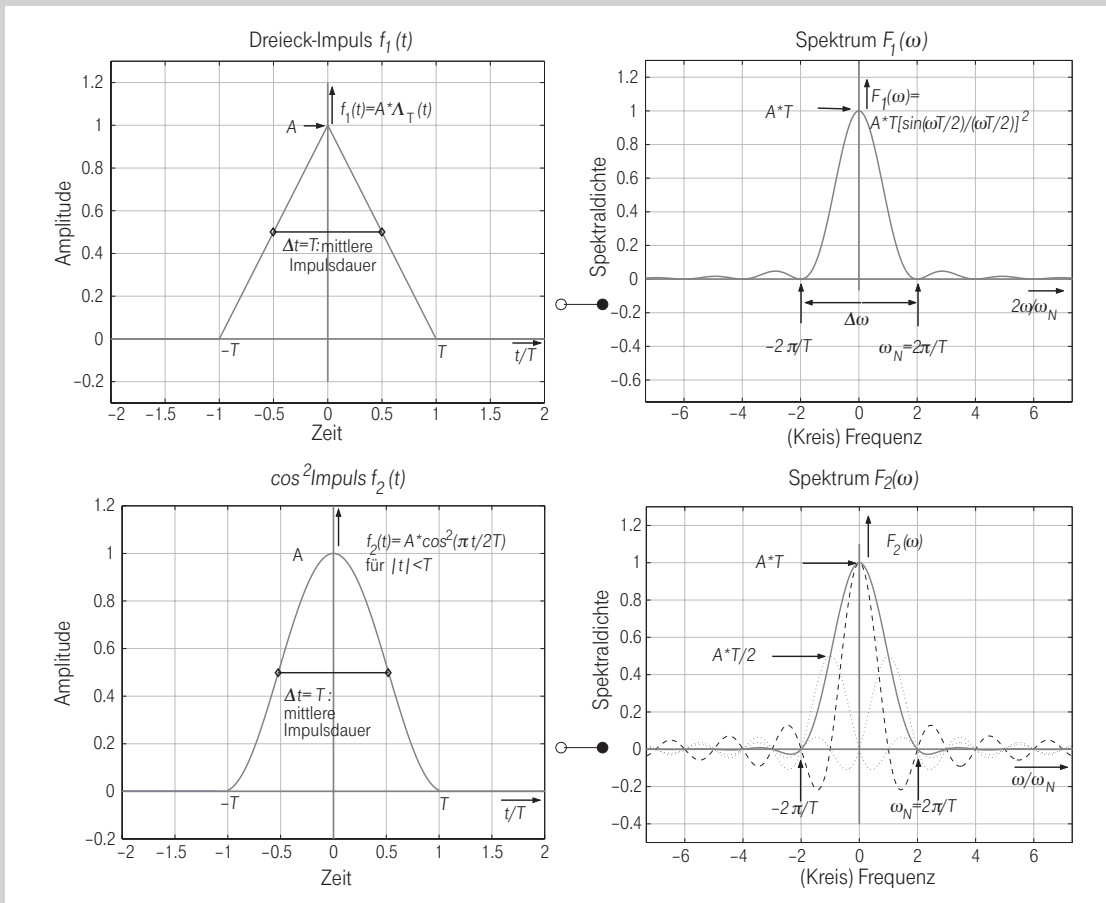 Dreieck-Impuls f₁(t)
1.2
1
0.8
0.6
0.4
0.2
0
−0.2
Amplitude
A
f₁(t)=A*Λ_T(t)
Δt=T: mittlere
Impulsdauer
−T
T
t/T
−2 −1.5 −1 −0.5 0 0.5 1 1.5 2
Zeit
Spektrum F₁(ω)
1.2
1
0.8
0.6
0.4
0.2
0
−0.2
−0.4
−0.6
Spektraldichte
A*T
F₁(ω)=
A*T[sin(ωT/2)/(ωT/2)]²
2ω/ω_N
Δω
−2π/T
ω_N=2π/T
−6 −4 −2 0 2 4 6
(Kreis) Frequenz
cos²Impuls f₂(t)
1.2
1
0.8
0.6
0.4
0.2
0
−0.2
Amplitude
A
f₂(t)=A*cos²(πt/2T)
für |t|<T
Δt=T:
mittlere
Impulsdauer
−T
T
t/T
−2 −1.5 −1 −0.5 0 0.5 1 1.5 2
Zeit
Spektrum F₂(ω)
1.2
1
0.8
0.6
0.4
0.2
0
−0.2
−0.4
Spektraldichte
A*T
F₂(ω)
A*T/2
ω/ω_N
−2π/T
ω_N=2π/T
−6 −4 −2 0 2 4 6
(Kreis) Frequenz